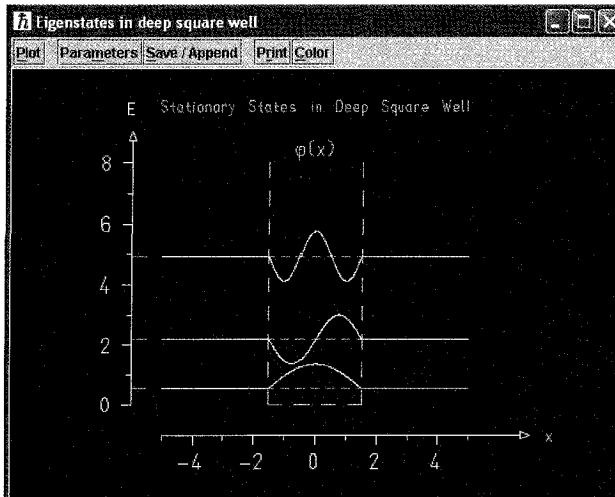 ħ Eigenstates in deep square well
Plot Parameters Save / Append Print Color
E Stationary States in Deep Square Well
φ(x)
8
6
4
2
0
x
-4 -2 0 2 4